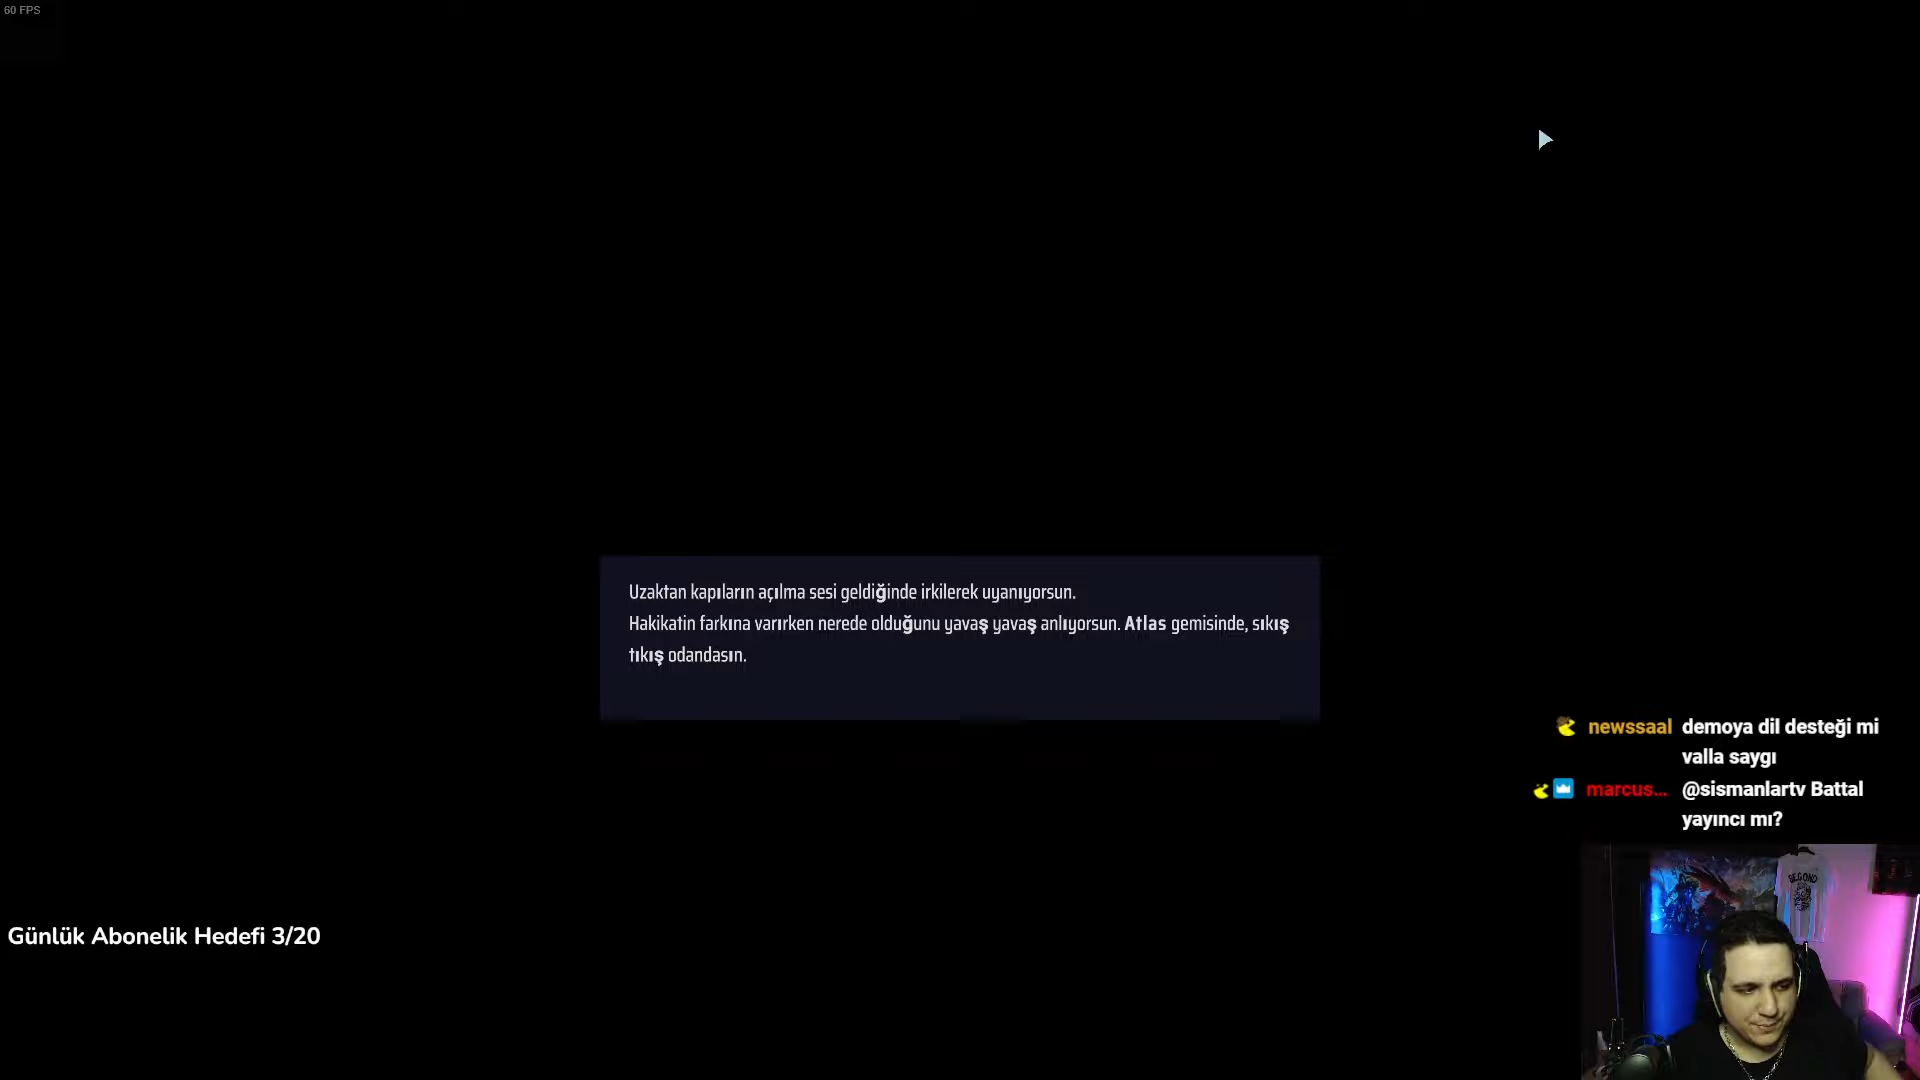 60 FPS
Uzaktan kapıların açılma sesi geldiğinde irkilerek uyanıyorsun.
Hakikatin farkına varırken nerede olduğunu yavaş yavaş anlıyorsun. Atlas gemisinde, sıkış
tıkış odandasın.
newssaal demoya dil desteği mi
valla saygı
marcus... @sismanlartv Battal
yayıncı mı?
SECOND
Günlük Abonelik Hedefi 3/20